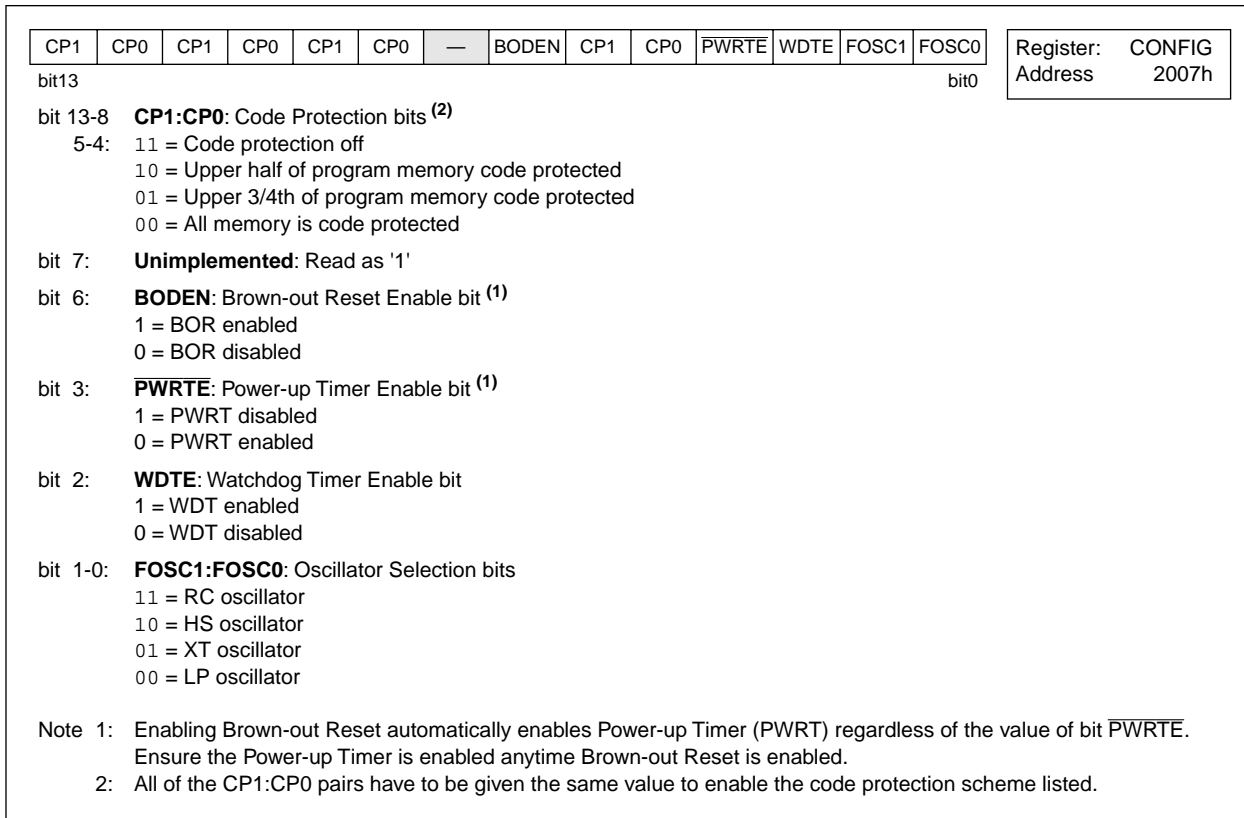 CP1 CP0 CP1 CP0 CP1 CP0 — BODEN CP1 CP0 PWRTE WDTE FOSC1 FOSC0
bit13 bit0
Register: CONFIG
Address 2007h
bit 13-8 CP1:CP0: Code Protection bits (2)
5-4: 11 = Code protection off
10 = Upper half of program memory code protected
01 = Upper 3/4th of program memory code protected
00 = All memory is code protected
bit 7: Unimplemented: Read as '1'
bit 6: BODEN: Brown-out Reset Enable bit (1)
1 = BOR enabled
0 = BOR disabled
bit 3: PWRTE: Power-up Timer Enable bit (1)
1 = PWRT disabled
0 = PWRT enabled
bit 2: WDTE: Watchdog Timer Enable bit
1 = WDT enabled
0 = WDT disabled
bit 1-0: FOSC1:FOSC0: Oscillator Selection bits
11 = RC oscillator
10 = HS oscillator
01 = XT oscillator
00 = LP oscillator
Note 1: Enabling Brown-out Reset automatically enables Power-up Timer (PWRT) regardless of the value of bit PWRTE.
Ensure the Power-up Timer is enabled anytime Brown-out Reset is enabled.
2: All of the CP1:CP0 pairs have to be given the same value to enable the code protection scheme listed.